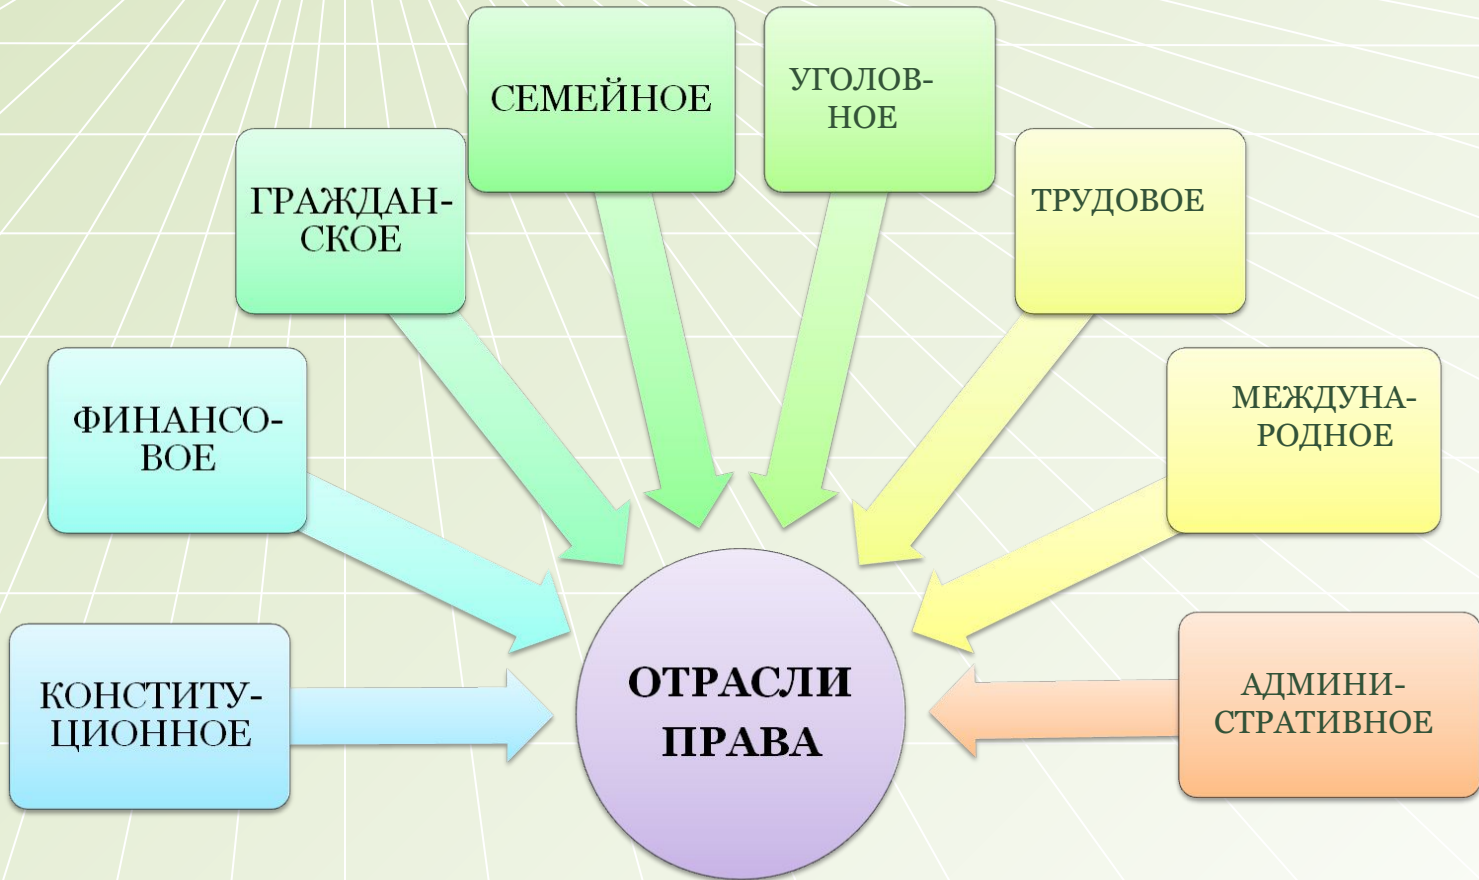 СЕМЕЙНОЕ
УГОЛОВ-
НОЕ
ГРАЖДАН-
СКОЕ
ТРУДОВОЕ
ФИНАНСО-
ВОЕ
МЕЖДУНА-
РОДНОЕ
КОНСТИТУ-
ЦИОННОЕ
ОТРАСЛИ
ПРАВА
АДМИНИ-
СТРАТИВНОЕ